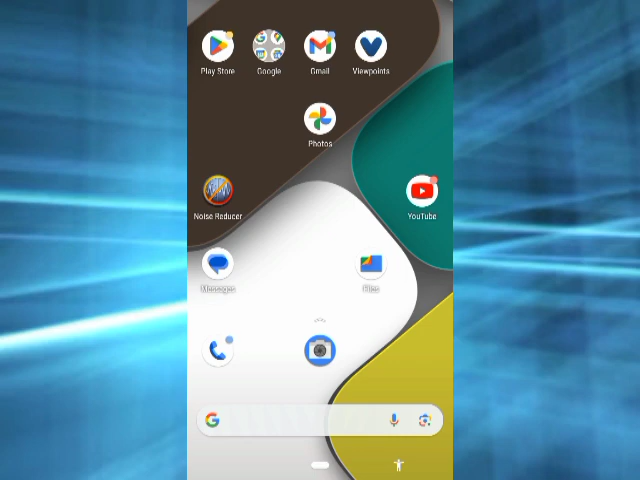 Play Store
Google
Gmail
Viewpoints
Photos
Noise Reducer
YouTube
Messages
Files